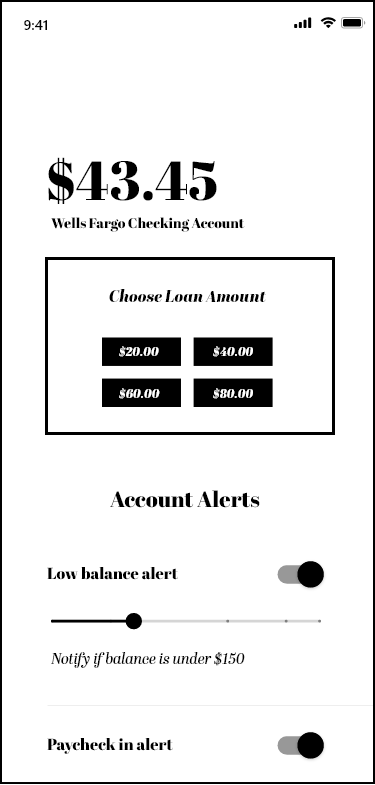 9:41
$43.45
Wells Fargo Checking Account
Choose Loan Amount
$20.00 $40.00
$60.00 $80.00
Account Alerts
Low balance alert
Notify if balance is under $150
Paycheck in alert